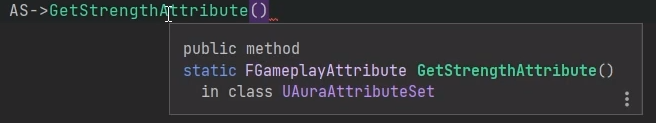 AS->GetStrengthAttribute()
public method
static FGameplayAttribute GetStrengthAttribute()
in class UAuraAttributeSet